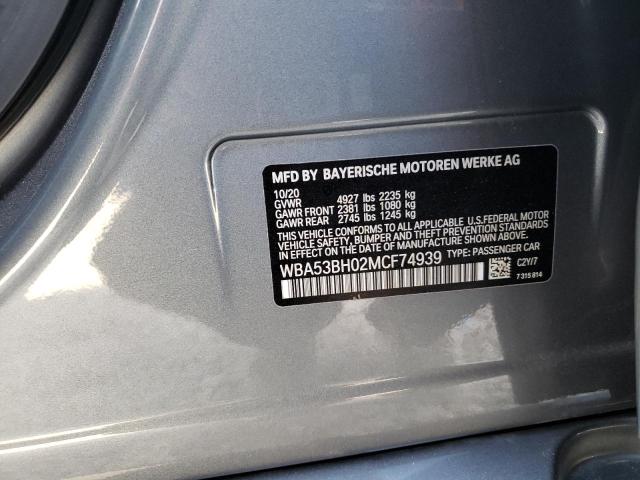 MFD BY BAYERISCHE MOTOREN WERKE AG
10/20
GVWR 4927 lbs 2235 kg
GAWR FRONT 2381 lbs 1080 kg
GAWR REAR 2745 lbs 1245 kg
THIS VEHICLE CONFORMS TO ALL APPLICABLE U.S.FEDERAL MOTOR
VEHICLE SAFETY, BUMPER, AND THEFT PREVENTION STANDARDS IN
EFFECT ON THE DATE OF MANUFACTURE SHOWN ABOVE.
WBA53BH02MCF74939 TYPE: PASSENGER CAR
C2Y/7
7 315 814